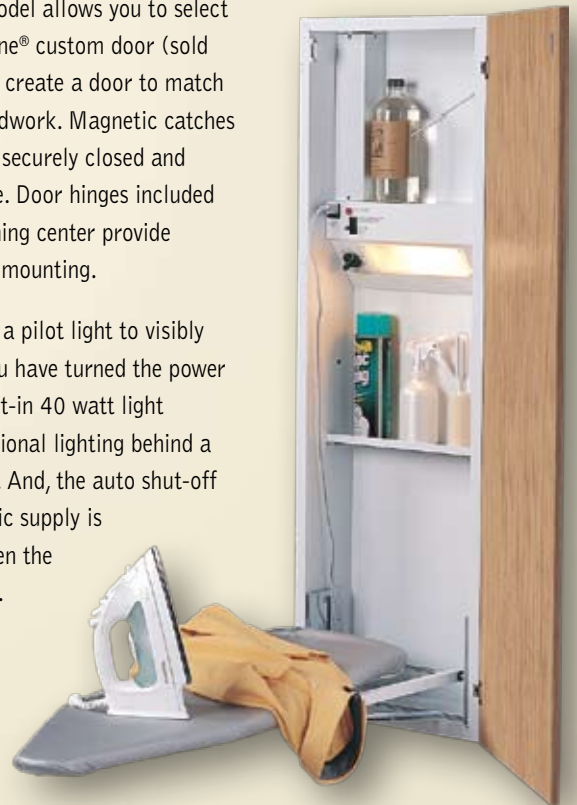 odel allows you to select
ne® custom door (sold
create a door to match
dwork. Magnetic catches
securely closed and
e. Door hinges included
ing center provide
mounting.
a pilot light to visibly
u have turned the power
t-in 40 watt light
ional lighting behind a
. And, the auto shut-off
ic supply is
en the
.